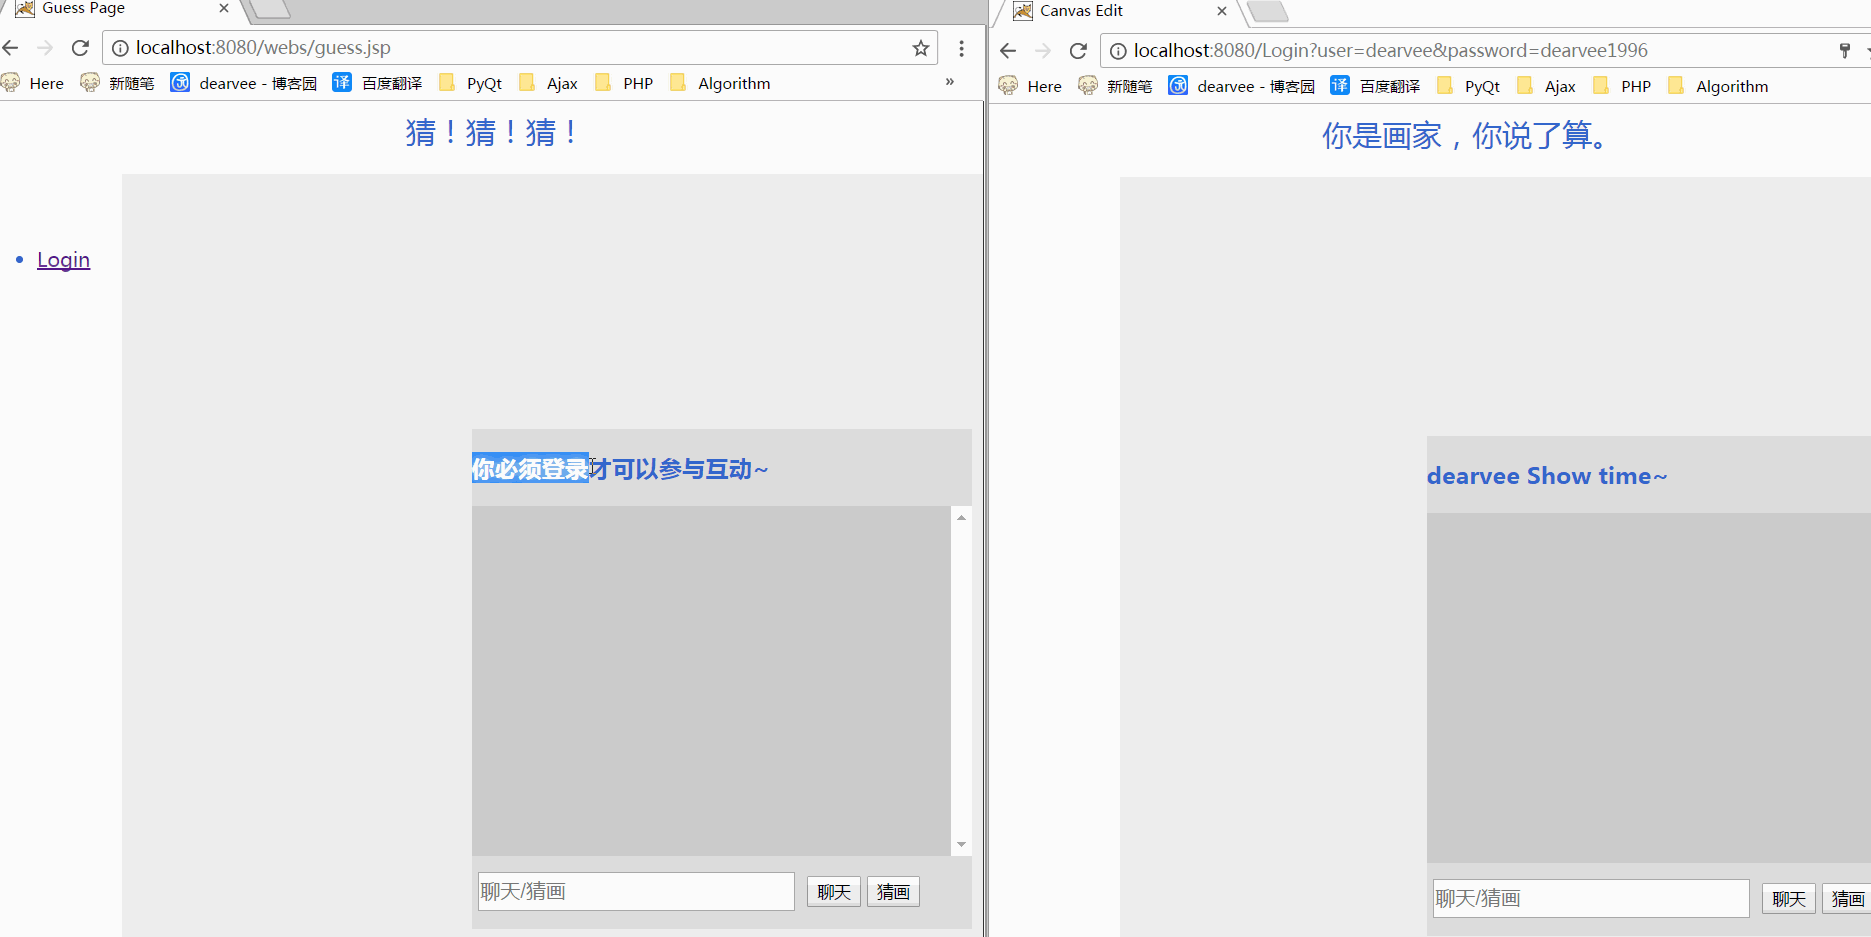 Guess Page
localhost:8080/webs/guess.jsp
Here 新随笔 dearvee - 博客园 译 百度翻译 PyQt Ajax PHP Algorithm »
猜！猜！猜！
Login
你必须登录才可以参与互动~
聊天/猜画 聊天 猜画
Canvas Edit
localhost:8080/Login?user=dearvee&password=dearvee1996
Here 新随笔 dearvee - 博客园 译 百度翻译 PyQt Ajax PHP Algorithm
你是画家，你说了算。
dearvee Show time~
聊天/猜画 聊天 猜画